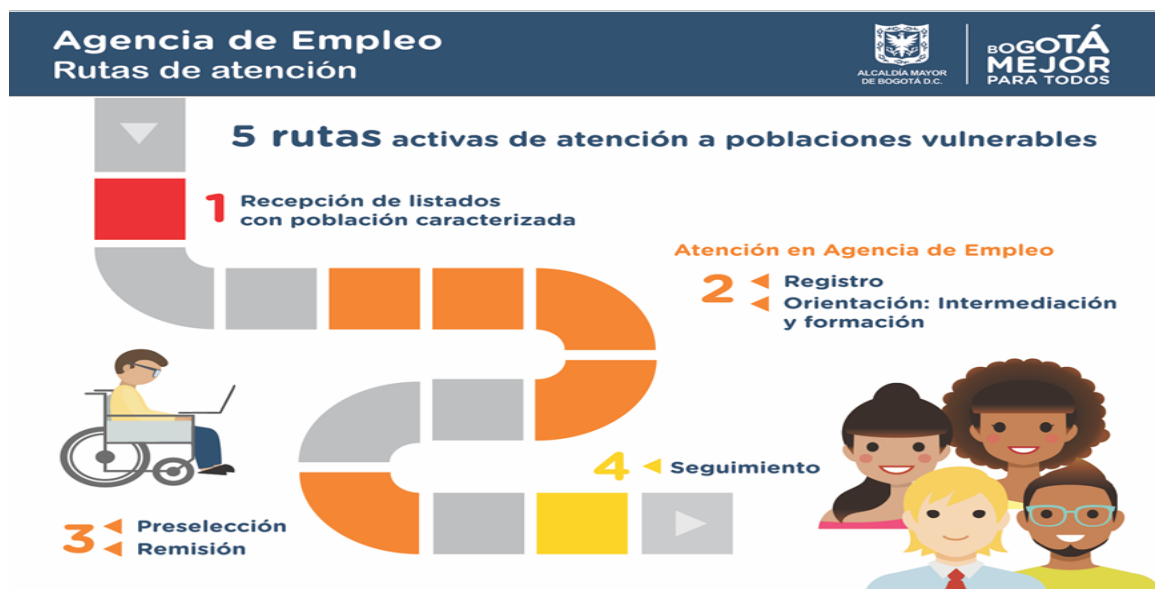 Agencia de Empleo
Rutas de atención
ALCALDÍA MAYOR
DE BOGOTÁ D.C.
BOGOTÁ
MEJOR
PARA TODOS
5 rutas activas de atención a poblaciones vulnerables
1 Recepción de listados
con población caracterizada
Atención en Agencia de Empleo
2 Registro
Orientación: Intermediación
y formación
4 Seguimiento
3 Preselección
Remisión